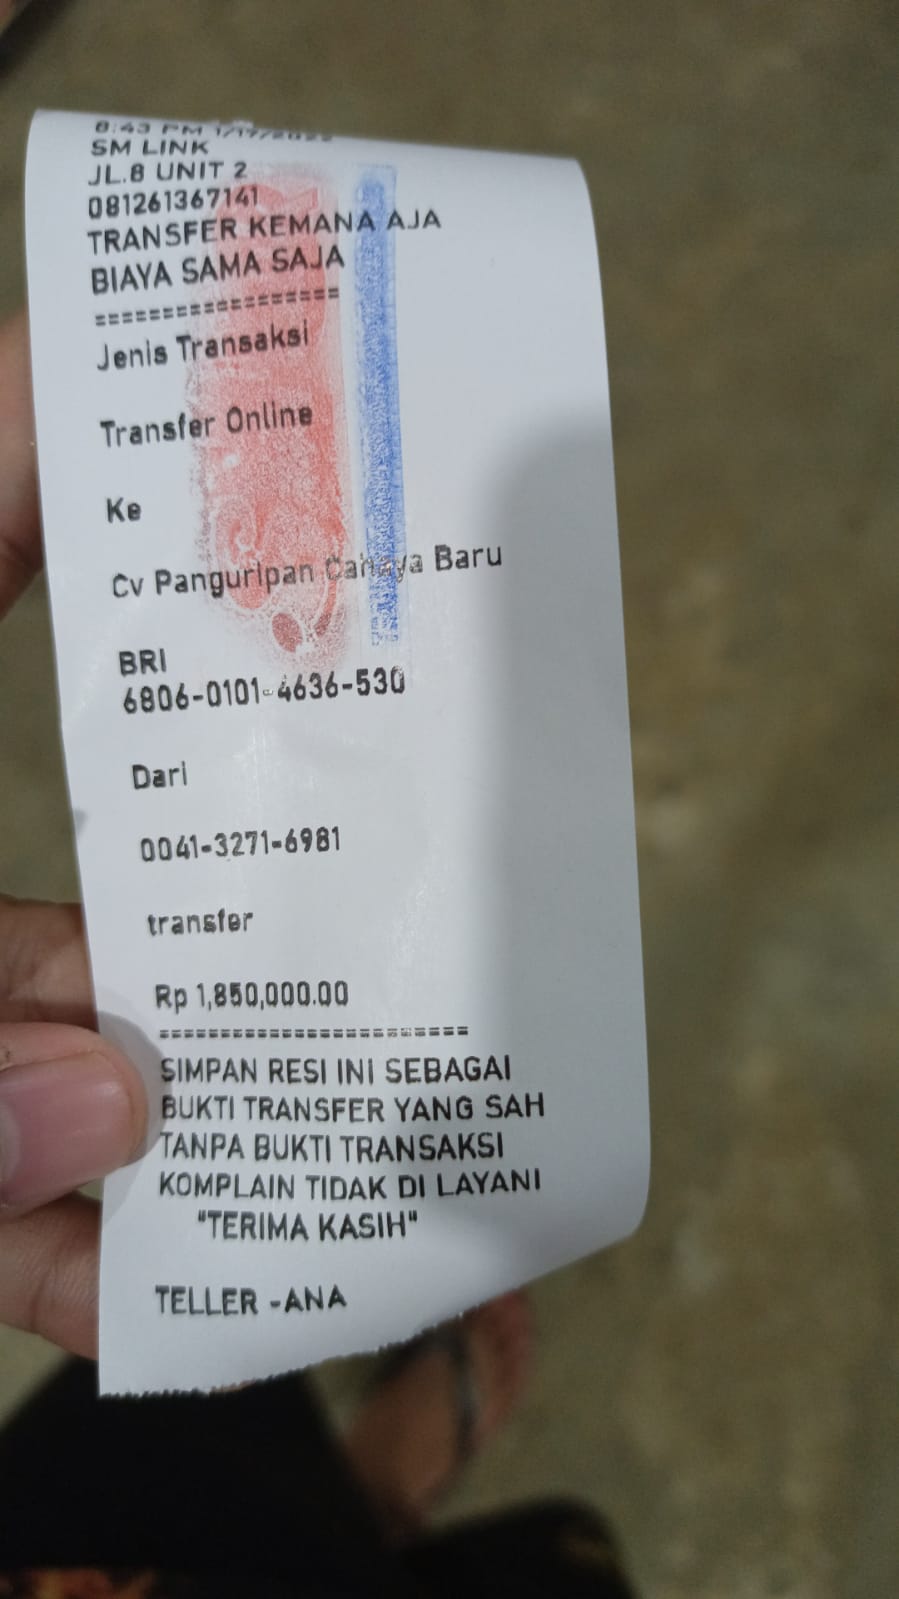 8:43 PM
SM LINK
JL.8 UNIT 2
081261367141
TRANSFER KEMANA AJA
BIAYA SAMA SAJA
==================
Jenis Transaksi
Transfer Online
Ke
Cv Panguripan Cahaya Baru
BRI
6806-0101-4636-530
Dari
0041-3271-6981
transfer
Rp 1,850,000.00
=======================
SIMPAN RESI INI SEBAGAI
BUKTI TRANSFER YANG SAH
TANPA BUKTI TRANSAKSI
KOMPLAIN TIDAK DI LAYANI
"TERIMA KASIH"
TELLER -ANA